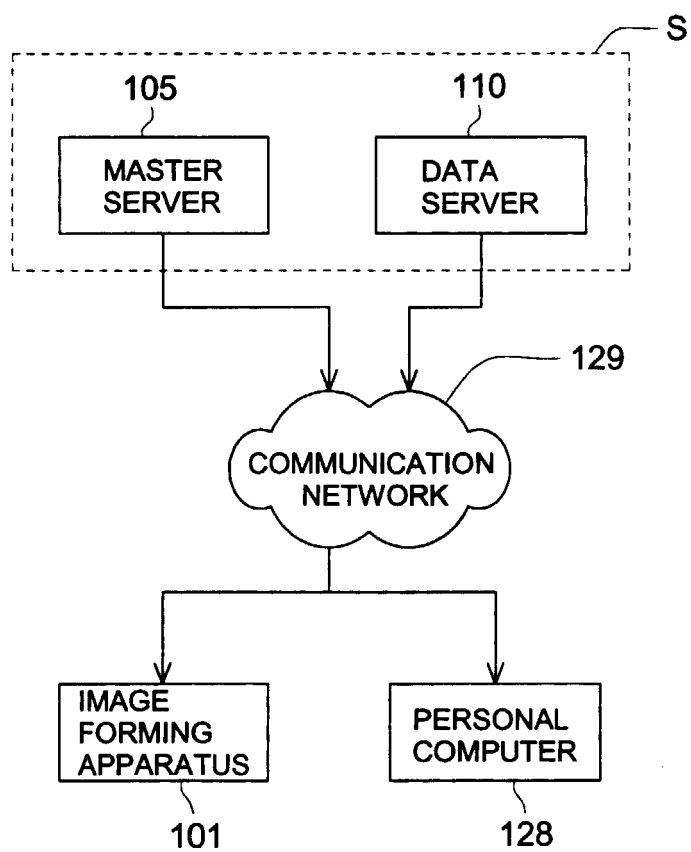 S
105
110
MASTER
SERVER
DATA
SERVER
129
COMMUNICATION
NETWORK
IMAGE
FORMING
APPARATUS
PERSONAL
COMPUTER
101
128